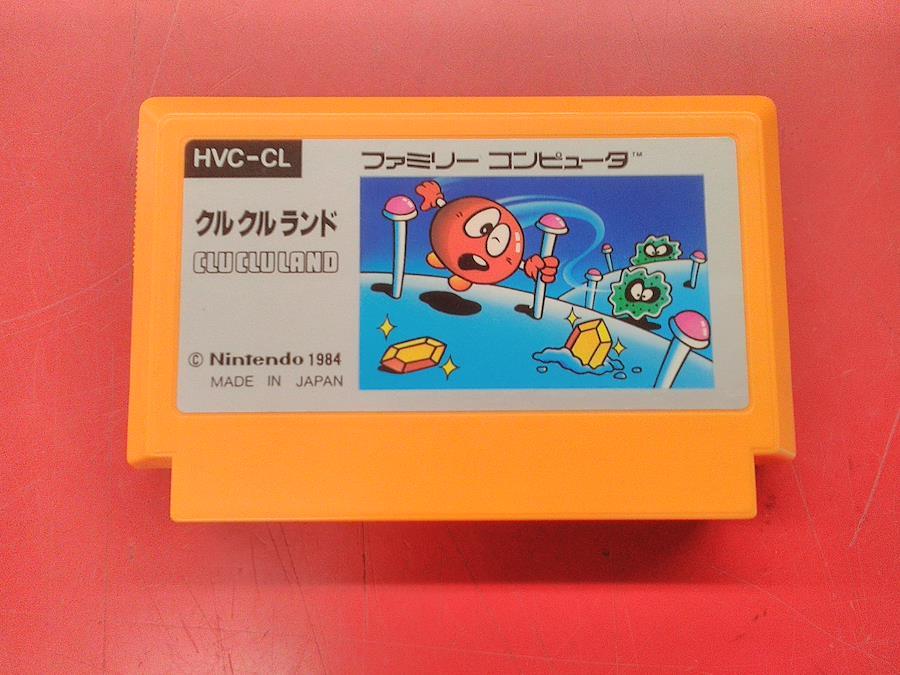 HVC-CL
ファミリー コンピュータ™
クルクルランド
CLU CLU LAND
© Nintendo 1984
MADE IN JAPAN